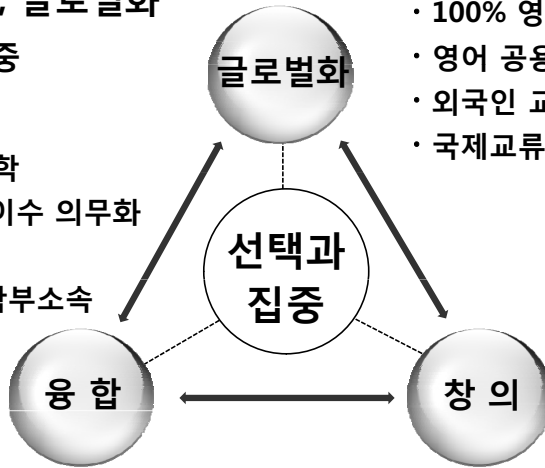 글로벌화
중
· 100% 영
· 영어 공용
· 외국인 교
· 국제교류
글로벌화
학
이수 의무화
부소속
선택과
집중
융 합
창 의